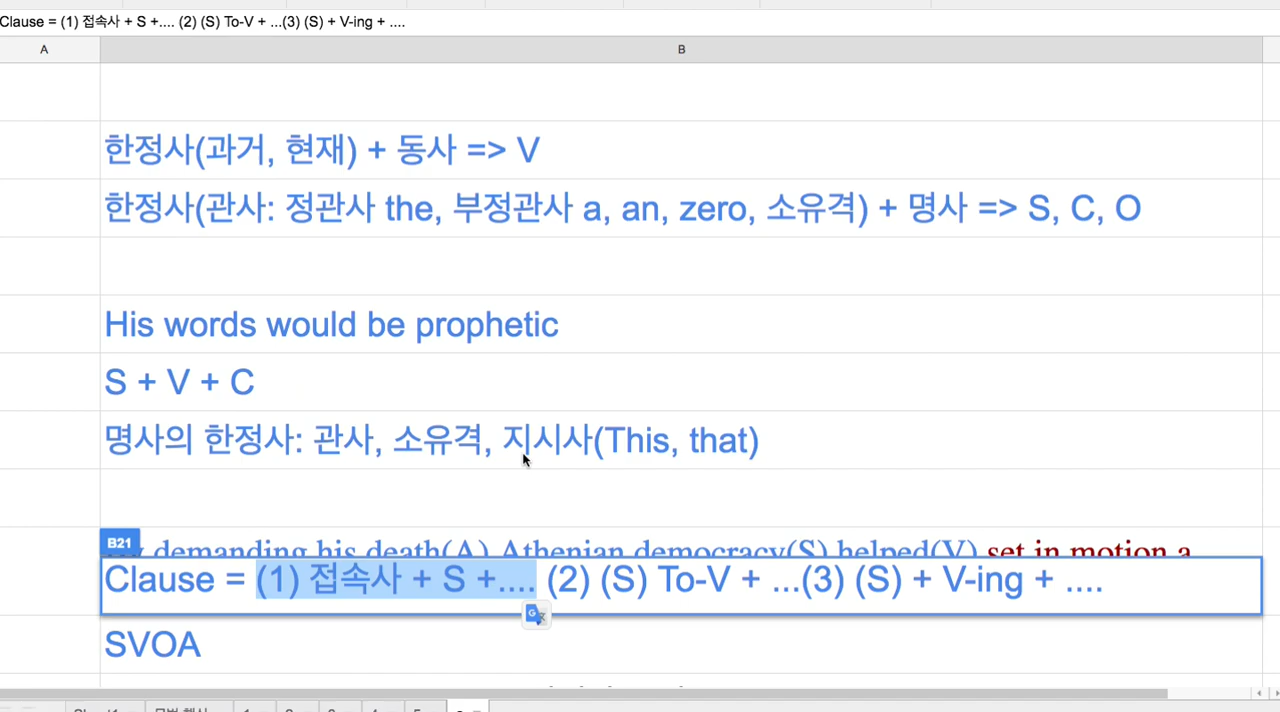 Clause = (1) 접속사 + S +.... (2) (S) To-V + ...(3) (S) + V-ing + ....
A B
한정사(과거, 현재) + 동사 => V
한정사(관사: 정관사 the, 부정관사 a, an, zero, 소유격) + 명사 => S, C, O
His words would be prophetic
S + V + C
명사의 한정사: 관사, 소유격, 지시사(This, that)
B21
demanding his death(A) Athenian democracy(S) helped(V) set in motion a
Clause = (1) 접속사 + S +.... (2) (S) To-V + ...(3) (S) + V-ing + ....
SVOA